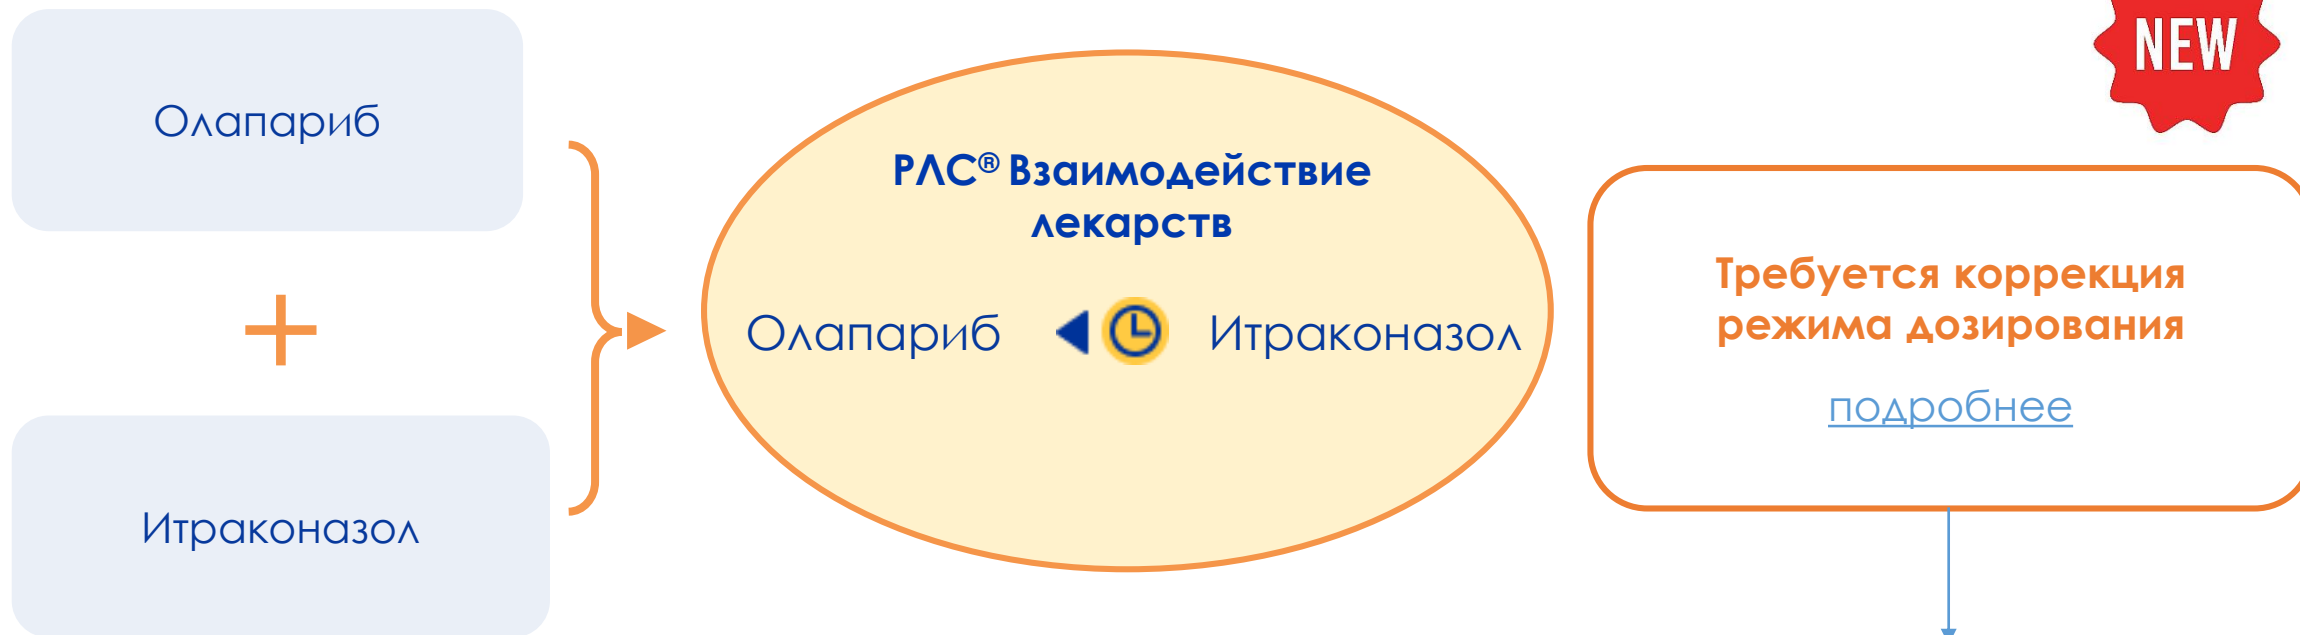 Олапариб
+
Итраконазол
РЛС® Взаимодействие
лекарств
Олапариб Итраконазол
NEW
Требуется коррекция
режима дозирования
подробнее